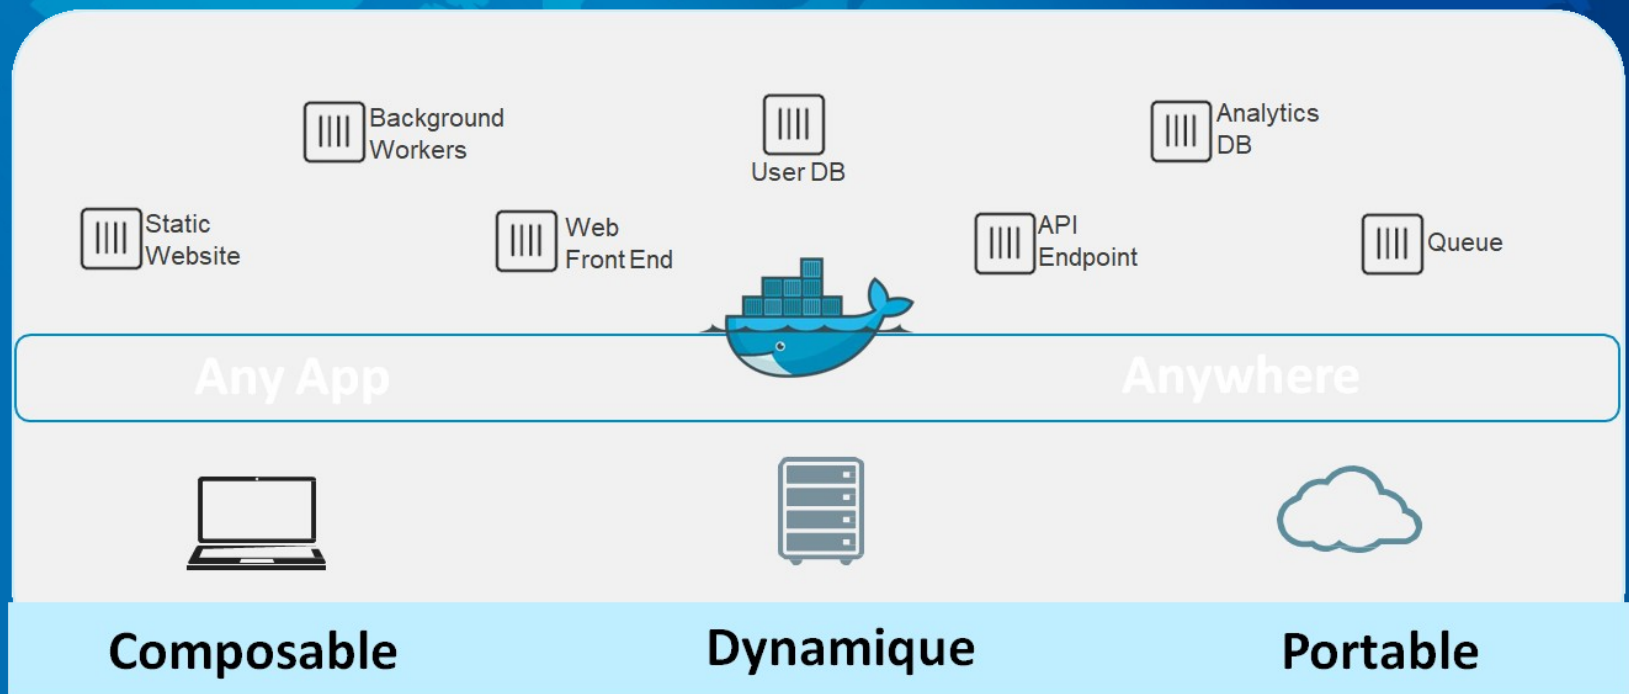 Background
Workers
User DB
Analytics
DB
Static
Website
Web
Front End
API
Endpoint
Queue
Any App
Anywhere
Composable
Dynamique
Portable